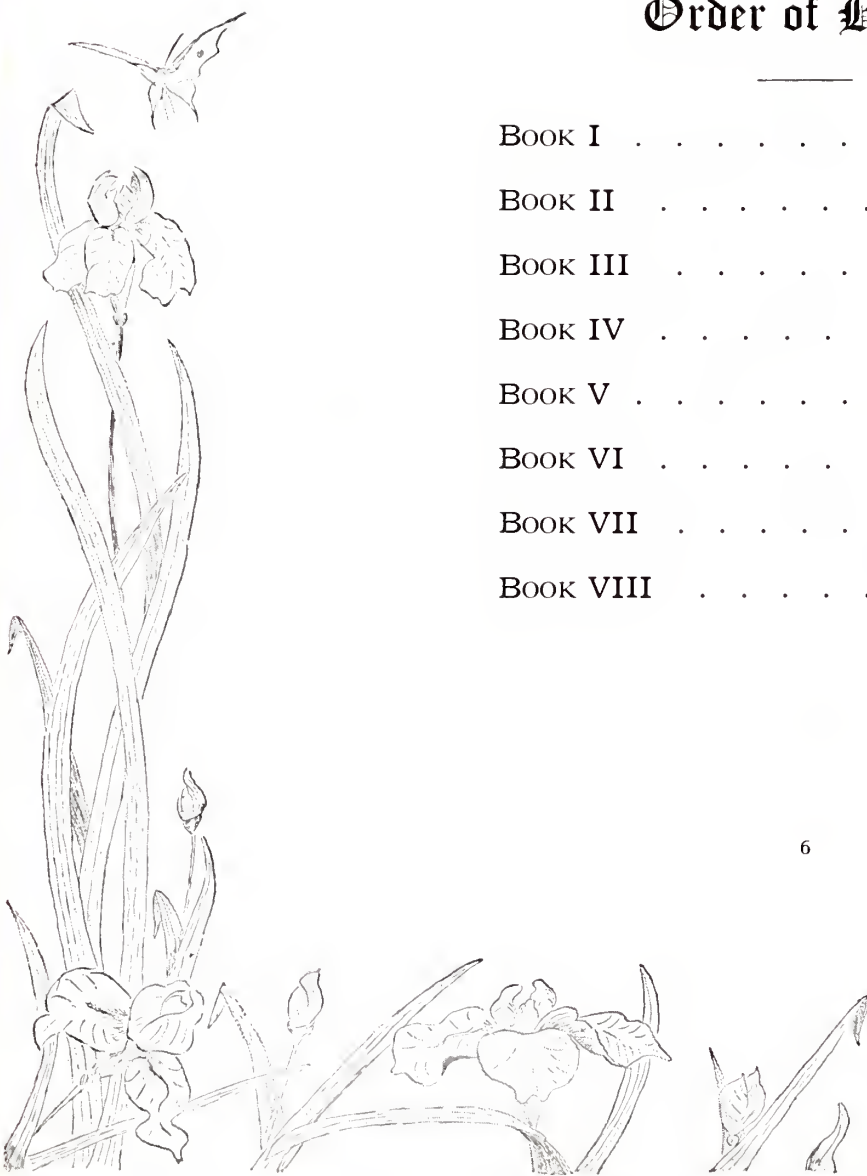 Order of
BOOK I . . . . . .
BOOK II . . . . . .
BOOK III . . . . .
BOOK IV . . . . .
BOOK V . . . . . .
BOOK VI . . . . .
BOOK VII . . . . .
BOOK VIII . . . . .
6